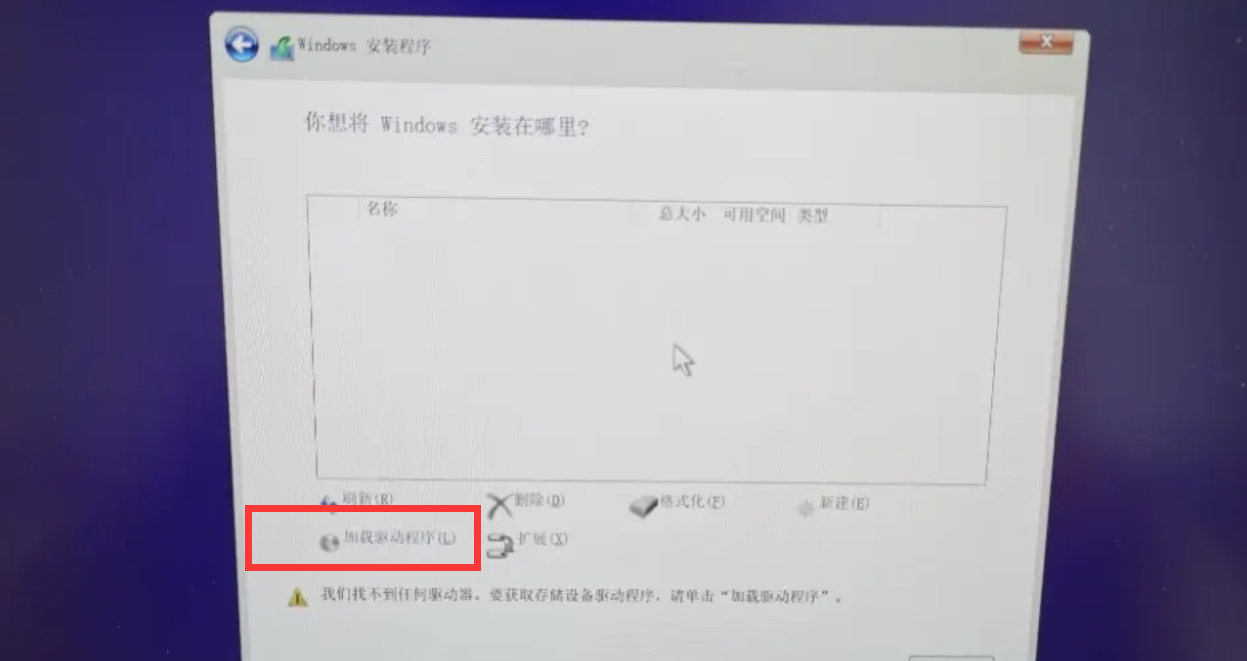 Windows 安装程序
你想将 Windows 安装在哪里?
名称 总大小 可用空间 类型
刷新(R) 删除(D) 格式化(F) 新建(E)
加载驱动程序(L) 扩展(X)
我们找不到任何驱动器。要获取存储设备驱动程序，请单击“加载驱动程序”。